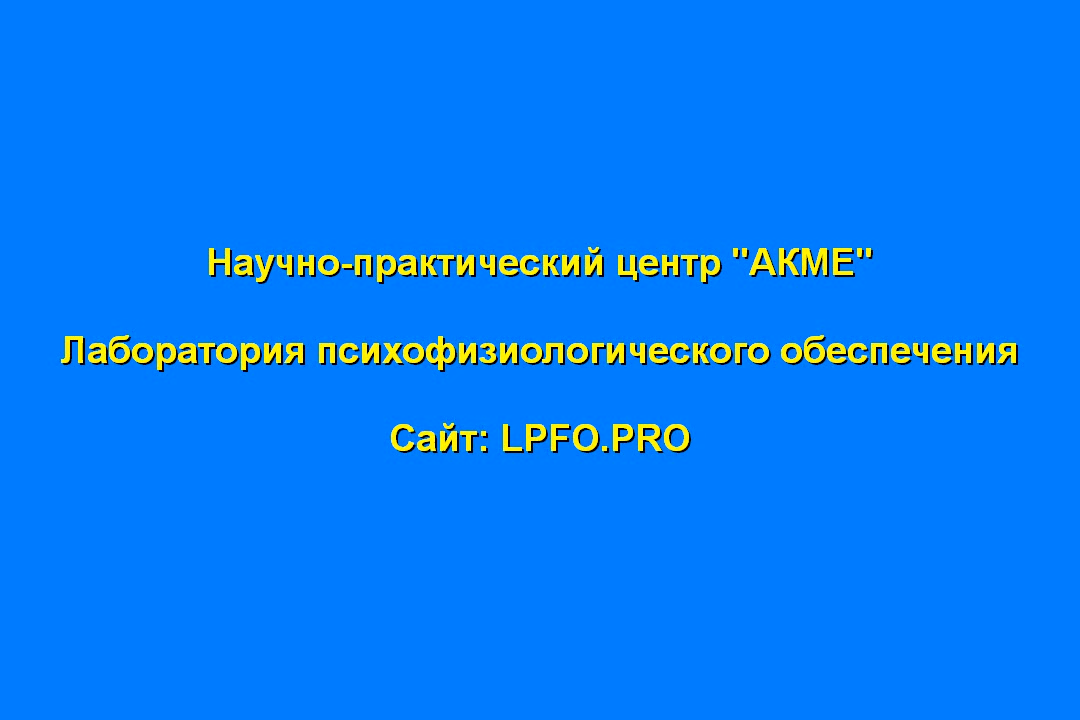 Научно-практический центр "АКМЕ"
Лаборатория психофизиологического обеспечения
Сайт: LPFO.PRO